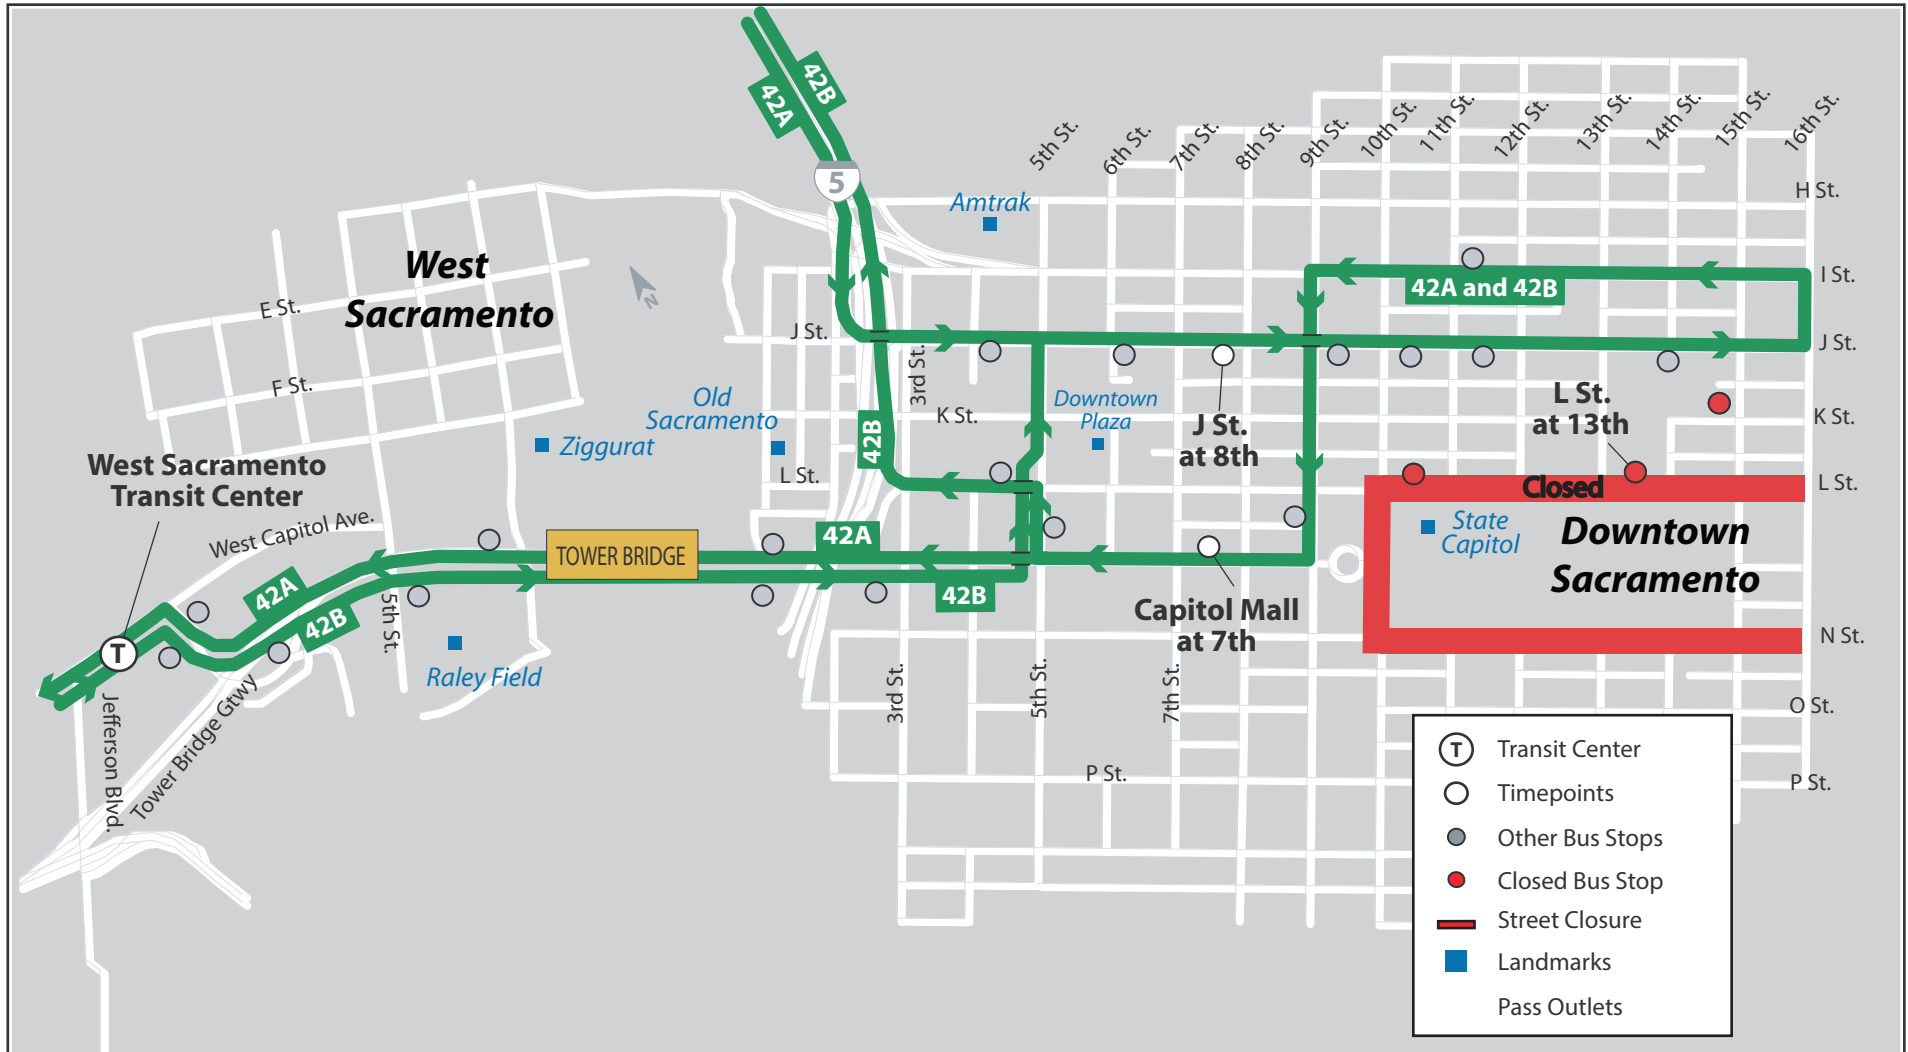 42B
42A
5
5th St.
6th St.
7th St.
8th St.
9th St.
10th St.
11th St.
12th St.
13th St.
14th St.
15th St.
16th St.
H St.
Amtrak
West
Sacramento
N
E St.
F St.
42A and 42B
I St.
J St.
J St.
3rd St.
K St.
K St.
Old
Sacramento
Downtown
Plaza
J St.
at 8th
L St.
at 13th
Ziggurat
42B
L St.
L St.
Closed
West Sacramento
Transit Center
West Capitol Ave.
State
Capitol
Downtown
Sacramento
42A
TOWER BRIDGE
42A
42B
42B
5th St.
Capitol Mall
at 7th
N St.
T
Raley Field
Jefferson Blvd.
Tower Bridge Gtwy
3rd St.
5th St.
7th St.
O St.
P St.
P St.
T Transit Center
Timepoints
Other Bus Stops
Closed Bus Stop
Street Closure
Landmarks
Pass Outlets